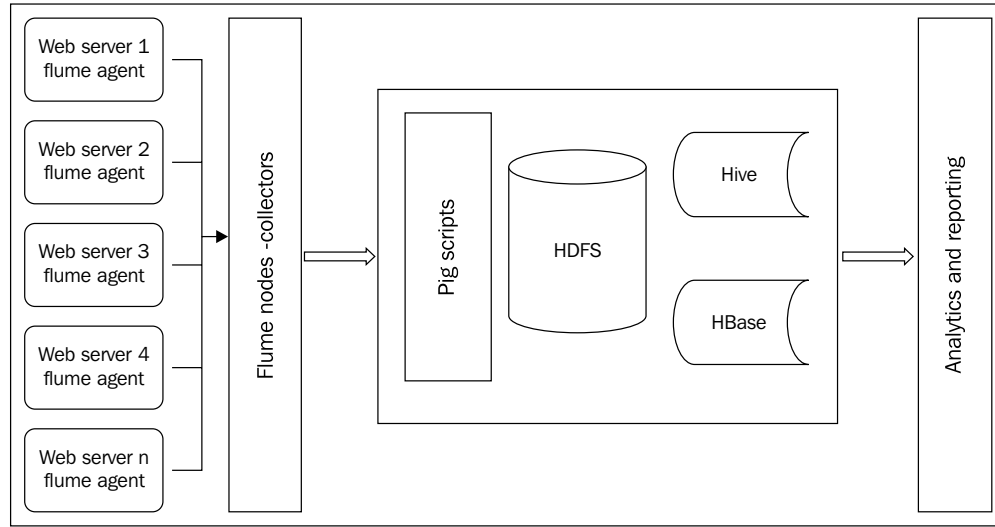 Web server 1
flume agent
Web server 2
flume agent
Web server 3
flume agent
Web server 4
flume agent
Web server n
flume agent
Flume nodes -collectors
Pig scripts
HDFS
Hive
HBase
Analytics and reporting